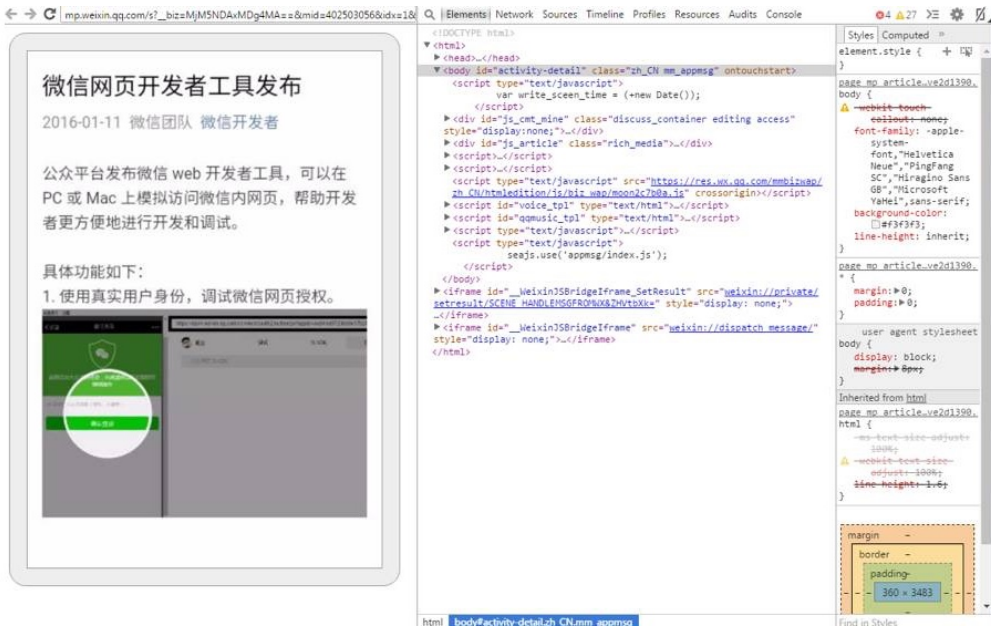 mp.weixin.qq.com/s?__biz=MjM5NDAxMDg4MA==&mid=402503056&idx=1&
Elements Network Sources Timeline Profiles Resources Audits Console
4 27
微信网页开发者工具发布
2016-01-11 微信团队 微信开发者
公众平台发布微信 web 开发者工具，可以在
PC 或 Mac 上模拟访问微信内网页，帮助开发
者更方便地进行开发和调试。
具体功能如下：
1. 使用真实用户身份，调试微信网页授权。
确认登录
<!DOCTYPE html>
<html>
<head>…</head>
<body id="activity-detail" class="zh_CN mm_appmsg" ontouchstart>
<script type="text/javascript">
var write_sceen_time = (+new Date());
</script>
<div id="js_cmt_mine" class="discuss_container editing access"
style="display:none;">…</div>
<div id="js_article" class="rich_media">…</div>
<script>…</script>
<script>…</script>
<script type="text/javascript" src="https://res.wx.qq.com/mmbizwap/
zh_CN/htmledition/js/biz_wap/moon2c7b0a.js" crossorigin></script>
<script id="voice_tpl" type="text/html">…</script>
<script id="qqmusic_tpl" type="text/html">…</script>
<script type="text/javascript">…</script>
<script type="text/javascript">
seajs.use('appmsg/index.js');
</script>
</body>
<iframe id="__WeixinJSBridgeIframe_SetResult" src="weixin://private/
setresult/SCENE_HANDLEMSGFROMWX&ZHVtbXk=" style="display: none;">
…</iframe>
<iframe id="__WeixinJSBridgeIframe" src="weixin://dispatch_message/"
style="display: none;">…</iframe>
</html>
html body#activity-detail.zh_CN.mm_appmsg
Styles Computed »
element.style {
}
page_mp_article…ve2d1390.
body {
-webkit-touch-
callout: none;
font-family: -apple-
system-
font,"Helvetica
Neue","PingFang
SC","Hiragino Sans
GB","Microsoft
YaHei",sans-serif;
background-color:
#f3f3f3;
line-height: inherit;
}
page_mp_article…ve2d1390.
* {
margin:▶0;
padding:▶0;
}
user agent stylesheet
body {
display: block;
margin:▶8px;
}
Inherited from html
page_mp_article…ve2d1390.
html {
-ms-text-size-adjust:
100%;
-webkit-text-size-
adjust: 100%;
line-height: 1.6;
}
margin –
border –
padding-
– – – 360 × 3483 – – –
–
Find in Styles